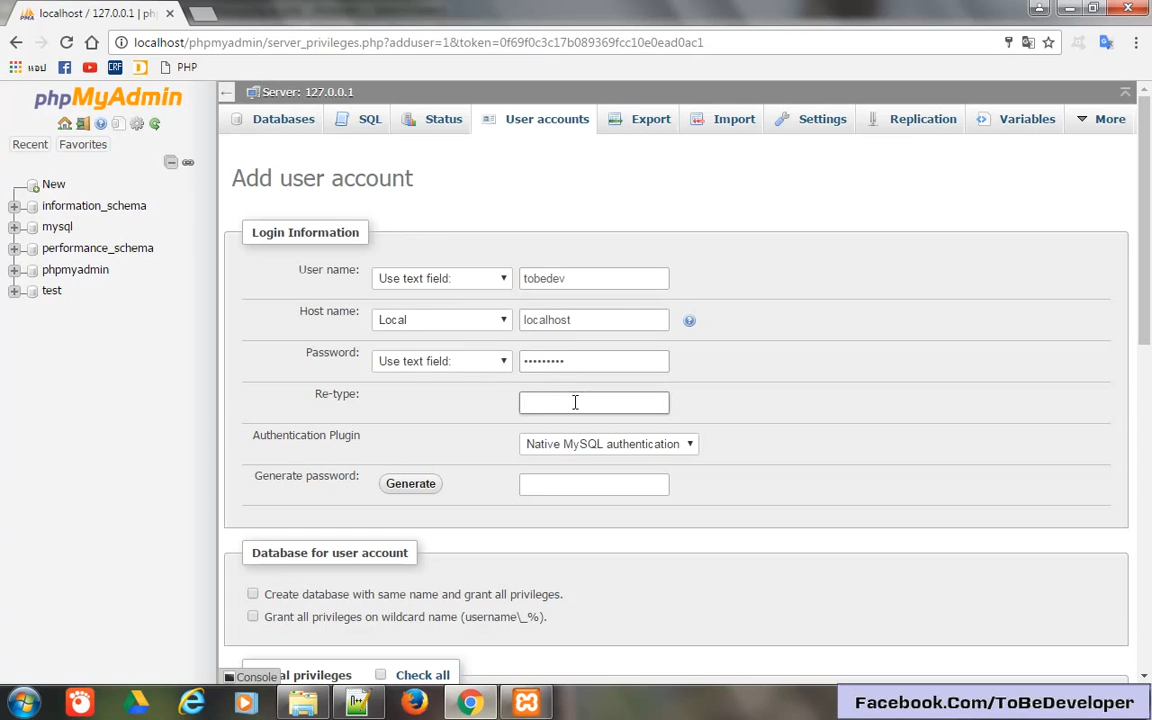 localhost / 127.0.0.1 | ph
localhost/phpmyadmin/server_privileges.php?adduser=1&token=0f69f0c3c17b089369fcc10e0ead0ac1
แอป
CRF
PHP
phpMyAdmin
Server: 127.0.0.1
Databases
SQL
Status
User accounts
Export
Import
Settings
Replication
Variables
More
Recent
Favorites
New
information_schema
mysql
performance_schema
phpmyadmin
test
Add user account
Login Information
User name:
Use text field:
tobedev
Host name:
Local
localhost
Password:
Use text field:
•••••••••
Re-type:
Authentication Plugin
Native MySQL authentication
Generate password:
Generate
Database for user account
Create database with same name and grant all privileges.
Grant all privileges on wildcard name (username\_%).
al privileges
Check all
Console
Facebook.Com/ToBeDeveloper